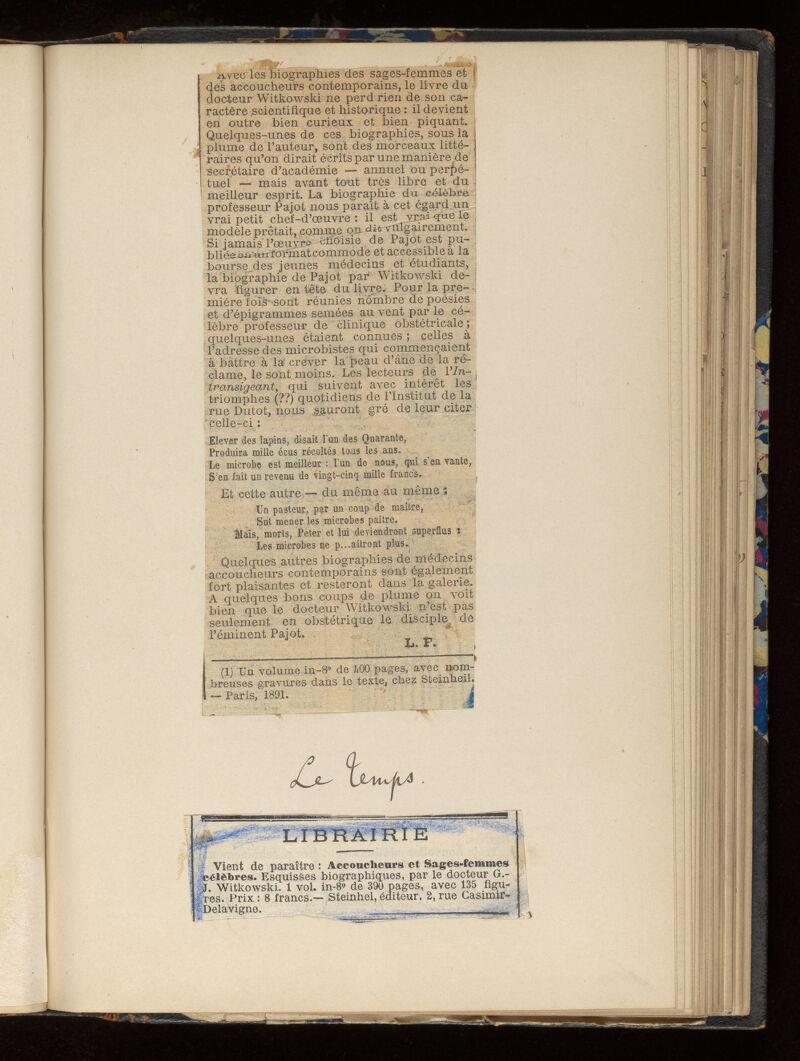 Avec les biographies des sages-femmes et
des accoucheurs contemporains, le livre du
docteur Witkowski ne perd rien de son ca-
ractère scientifique et historique : il devient
en outre bien curieux et bien piquant.
Quelques-unes de ces biographies, sous la
plume de l'auteur, sont des morceaux litté-
raires qu'on dirait écrits par une manière de
secrétaire d'académie — annuel ou perpé-
tuel — mais avant tout très libre et du
meilleur esprit. La biographie du célèbre
professeur Pajot nous paraît à cet égard un
vrai petit chef-d'œuvre : il est vrai que le
modèle prêtait, comme on dit vulgairement.
Si jamais l'œuvre choisie de Pajot est pu-
bliée en un format commode et accessible à la
bourse des jeunes médecins et étudiants,
la biographie de Pajot par Witkowski de-
vra figurer en tête du livre. Pour la pre-
mière fois sont réunies nombre de poésies
et d'épigrammes semées au vent par le cé-
lèbre professeur de clinique obstétricale ;
quelques-unes étaient connues ; celles à
l'adresse des microbistes qui commençaient
à battre à la crever la peau d'âne de la ré-
clame, le sont moins. Les lecteurs de l'In-
transigeant, qui suivent avec intérêt les
triomphes (??) quotidiens de l'Institut de la
rue Dutot, nous sauront gré de leur citer
celle-ci :
Elever des lapins, disait l'un des Quarante,
Produira mille écus récoltés tous les ans.
Le microbe est meilleur : l'un de nous, qui s'en vante,
S'en fait un revenu de vingt-cinq mille francs.
Et cette autre — du même au même :
Un pasteur, par un coup de maître,
Sut mener les microbes paître.
Mais, morts, Peter et lui deviendront superflus :
Les microbes ne p...aîtront plus.
Quelques autres biographies de médecins
accoucheurs contemporains sont également
fort plaisantes et resteront dans la galerie.
A quelques bons coups de plume on voit
bien que le docteur Witkowski n'est pas
seulement en obstétrique le disciple de
l'éminent Pajot.
L. F.
(1) Un volume in-8° de 400 pages, avec nom-
breuses gravures dans le texte, chez Steinheil.
— Paris, 1891.
Le Temps.
LIBRAIRIE
Vient de paraître : Accoucheurs et Sages-femmes
célèbres. Esquisses biographiques, par le docteur G.-
J. Witkowski. 1 vol. in-8° de 390 pages, avec 135 figu-
res. Prix : 8 francs.— Steinhel, éditeur, 2, rue Casimir-
Delavigne.